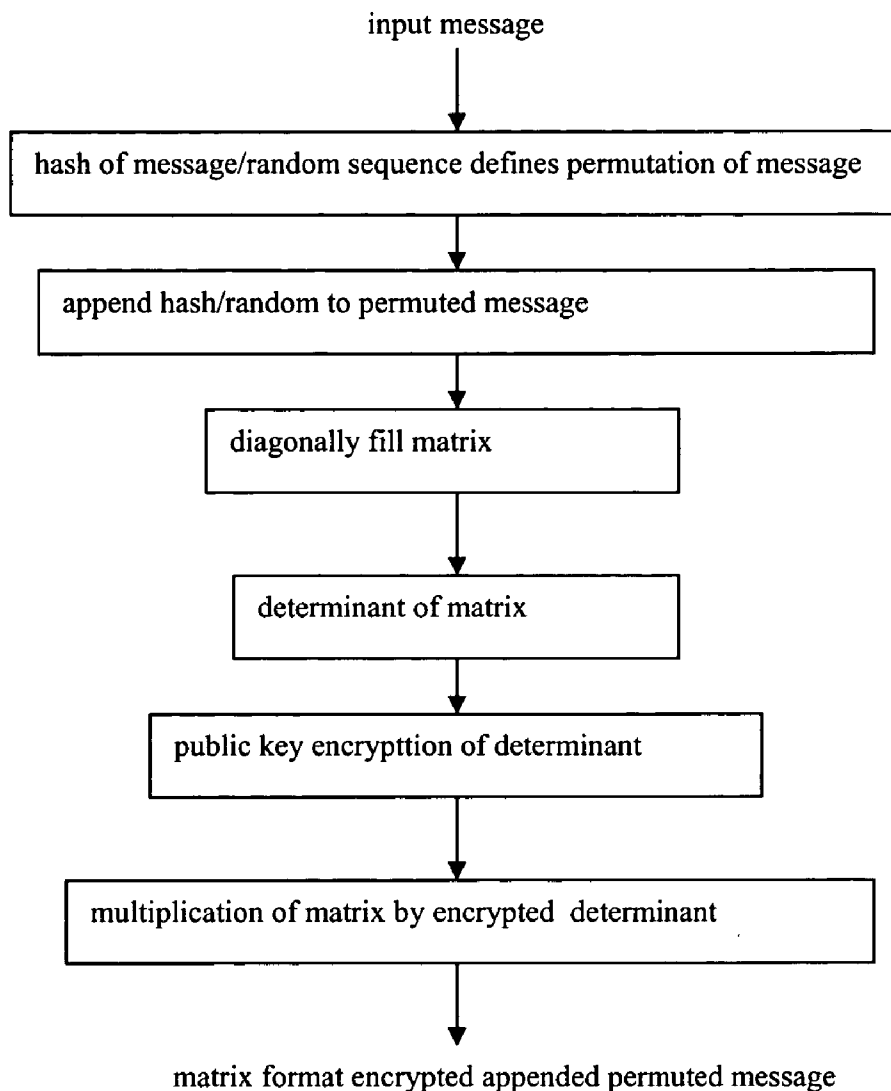 input message
hash of message/random sequence defines permutation of message
append hash/random to permuted message
diagonally fill matrix
determinant of matrix
public key encrypttion of determinant
multiplication of matrix by encrypted determinant
matrix format encrypted appended permuted message